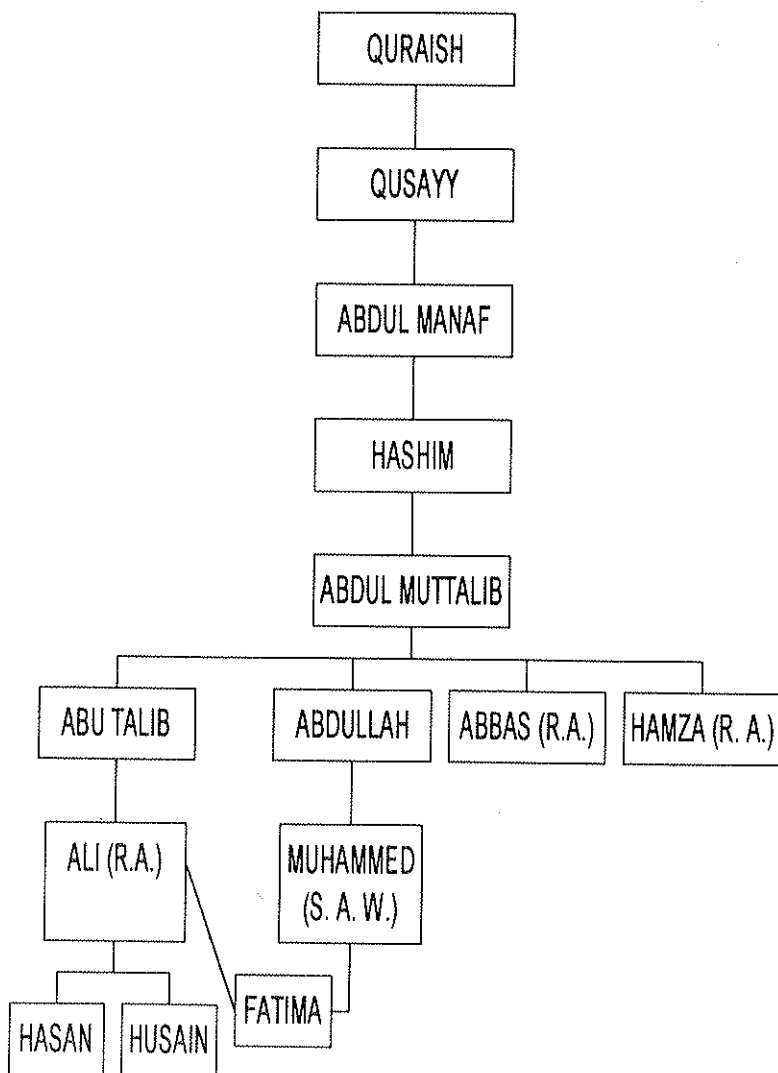 QURAISH
QUSAYY
ABDUL MANAF
HASHIM
ABDUL MUTTALIB
ABU TALIB
ABDULLAH
ABBAS (R.A.)
HAMZA (R. A.)
ALI (R.A.)
MUHAMMED
(S. A. W.)
FATIMA
HASAN
HUSAIN